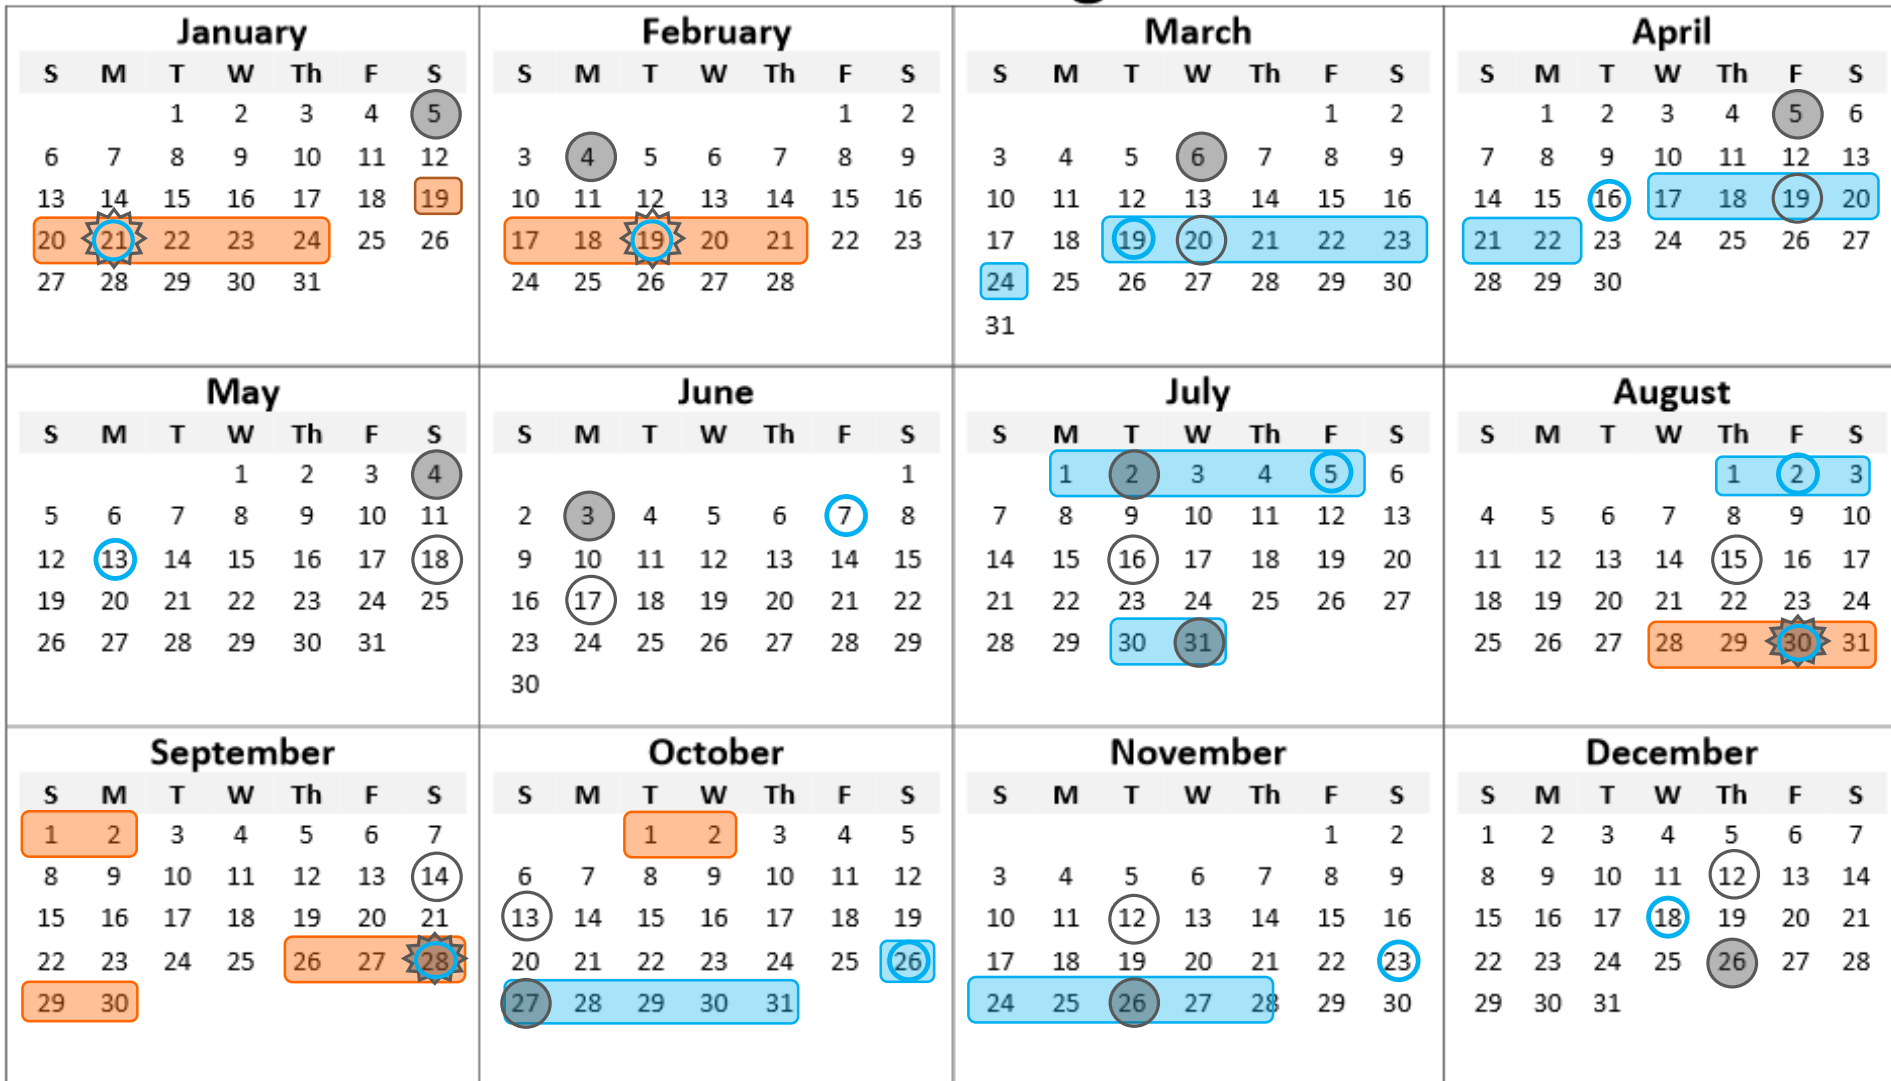 January
S M T W Th F S
1 2 3 4 5
6 7 8 9 10 11 12
13 14 15 16 17 18 19
20 21 22 23 24 25 26
27 28 29 30 31
February
S M T W Th F S
1 2
3 4 5 6 7 8 9
10 11 12 13 14 15 16
17 18 19 20 21 22 23
24 25 26 27 28
March
S M T W Th F S
1 2
3 4 5 6 7 8 9
10 11 12 13 14 15 16
17 18 19 20 21 22 23
24 25 26 27 28 29 30
31
April
S M T W Th F S
1 2 3 4 5 6
7 8 9 10 11 12 13
14 15 16 17 18 19 20
21 22 23 24 25 26 27
28 29 30
May
S M T W Th F S
1 2 3 4
5 6 7 8 9 10 11
12 13 14 15 16 17 18
19 20 21 22 23 24 25
26 27 28 29 30 31
June
S M T W Th F S
1
2 3 4 5 6 7 8
9 10 11 12 13 14 15
16 17 18 19 20 21 22
23 24 25 26 27 28 29
30
July
S M T W Th F S
1 2 3 4 5 6
7 8 9 10 11 12 13
14 15 16 17 18 19 20
21 22 23 24 25 26 27
28 29 30 31
August
S M T W Th F S
1 2 3
4 5 6 7 8 9 10
11 12 13 14 15 16 17
18 19 20 21 22 23 24
25 26 27 28 29 30 31
September
S M T W Th F S
1 2 3 4 5 6 7
8 9 10 11 12 13 14
15 16 17 18 19 20 21
22 23 24 25 26 27 28
29 30
October
S M T W Th F S
1 2 3 4 5
6 7 8 9 10 11 12
13 14 15 16 17 18 19
20 21 22 23 24 25 26
27 28 29 30 31
November
S M T W Th F S
1 2
3 4 5 6 7 8 9
10 11 12 13 14 15 16
17 18 19 20 21 22 23
24 25 26 27 28 29 30
December
S M T W Th F S
1 2 3 4 5 6 7
8 9 10 11 12 13 14
15 16 17 18 19 20 21
22 23 24 25 26 27 28
29 30 31